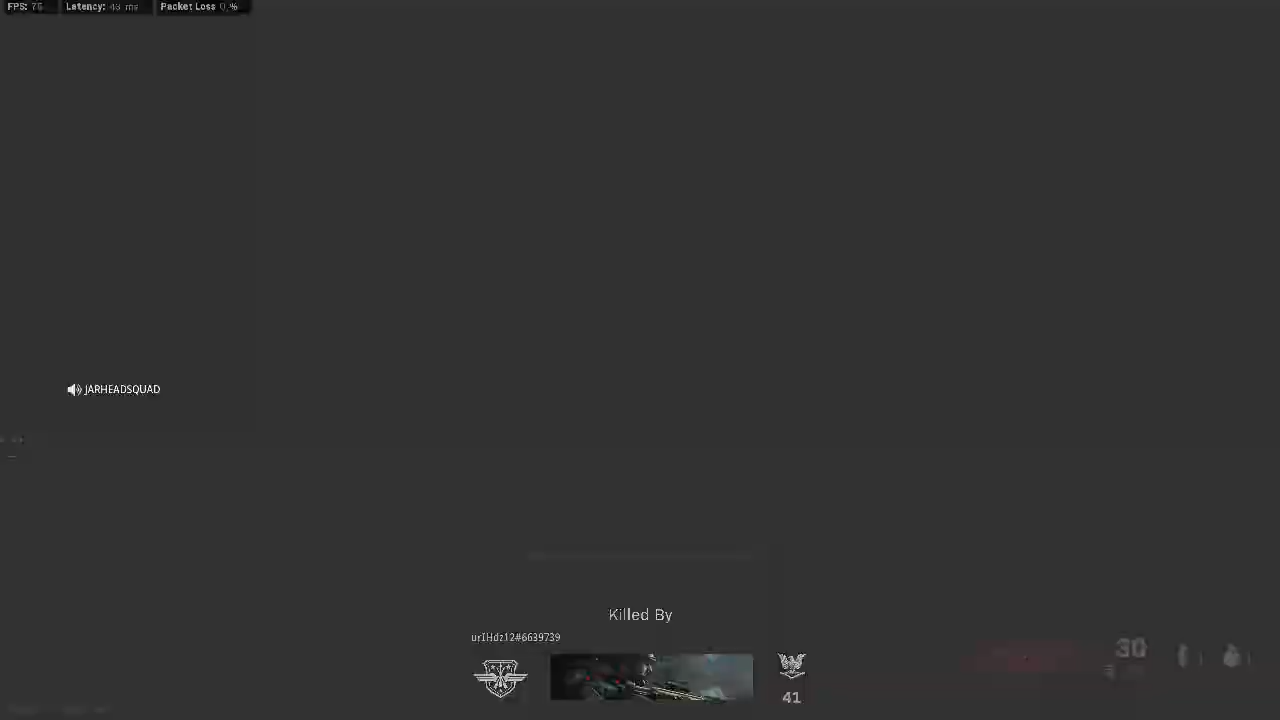 FPS: 75 Latency: 43 ms Packet Loss 0 %
JARHEADSQUAD
Killed By
urIHdz12#6639739
41
30